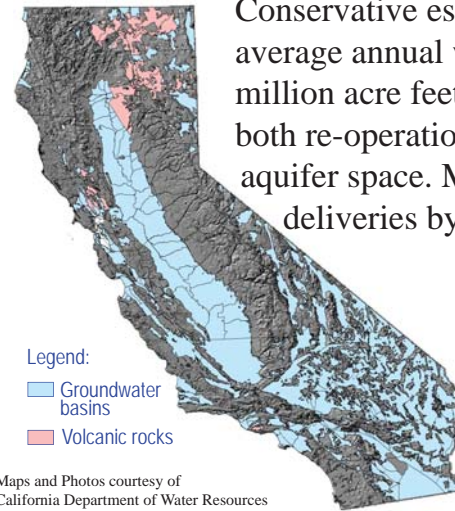 Conservative es
average annual
million acre feet
both re-operatio
aquifer space. M
deliveries by
Legend:
Groundwater
basins
Volcanic rocks
Maps and Photos courtesy of
California Department of Water Resources